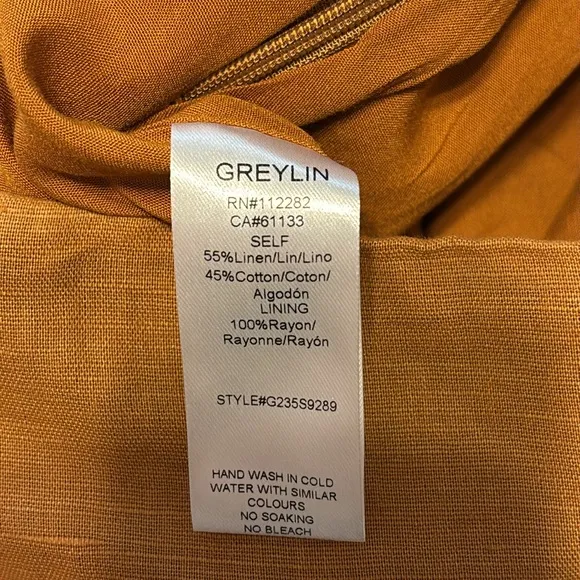 GREYLIN
RN#112282
CA#61133
SELF
55%Linen/Lin/Lino
45%Cotton/Coton/
Algodón
LINING
100%Rayon/
Rayonne/Rayón
STYLE#G235S9289
HAND WASH IN COLD
WATER WITH SIMILAR
COLOURS
NO SOAKING
NO BLEACH